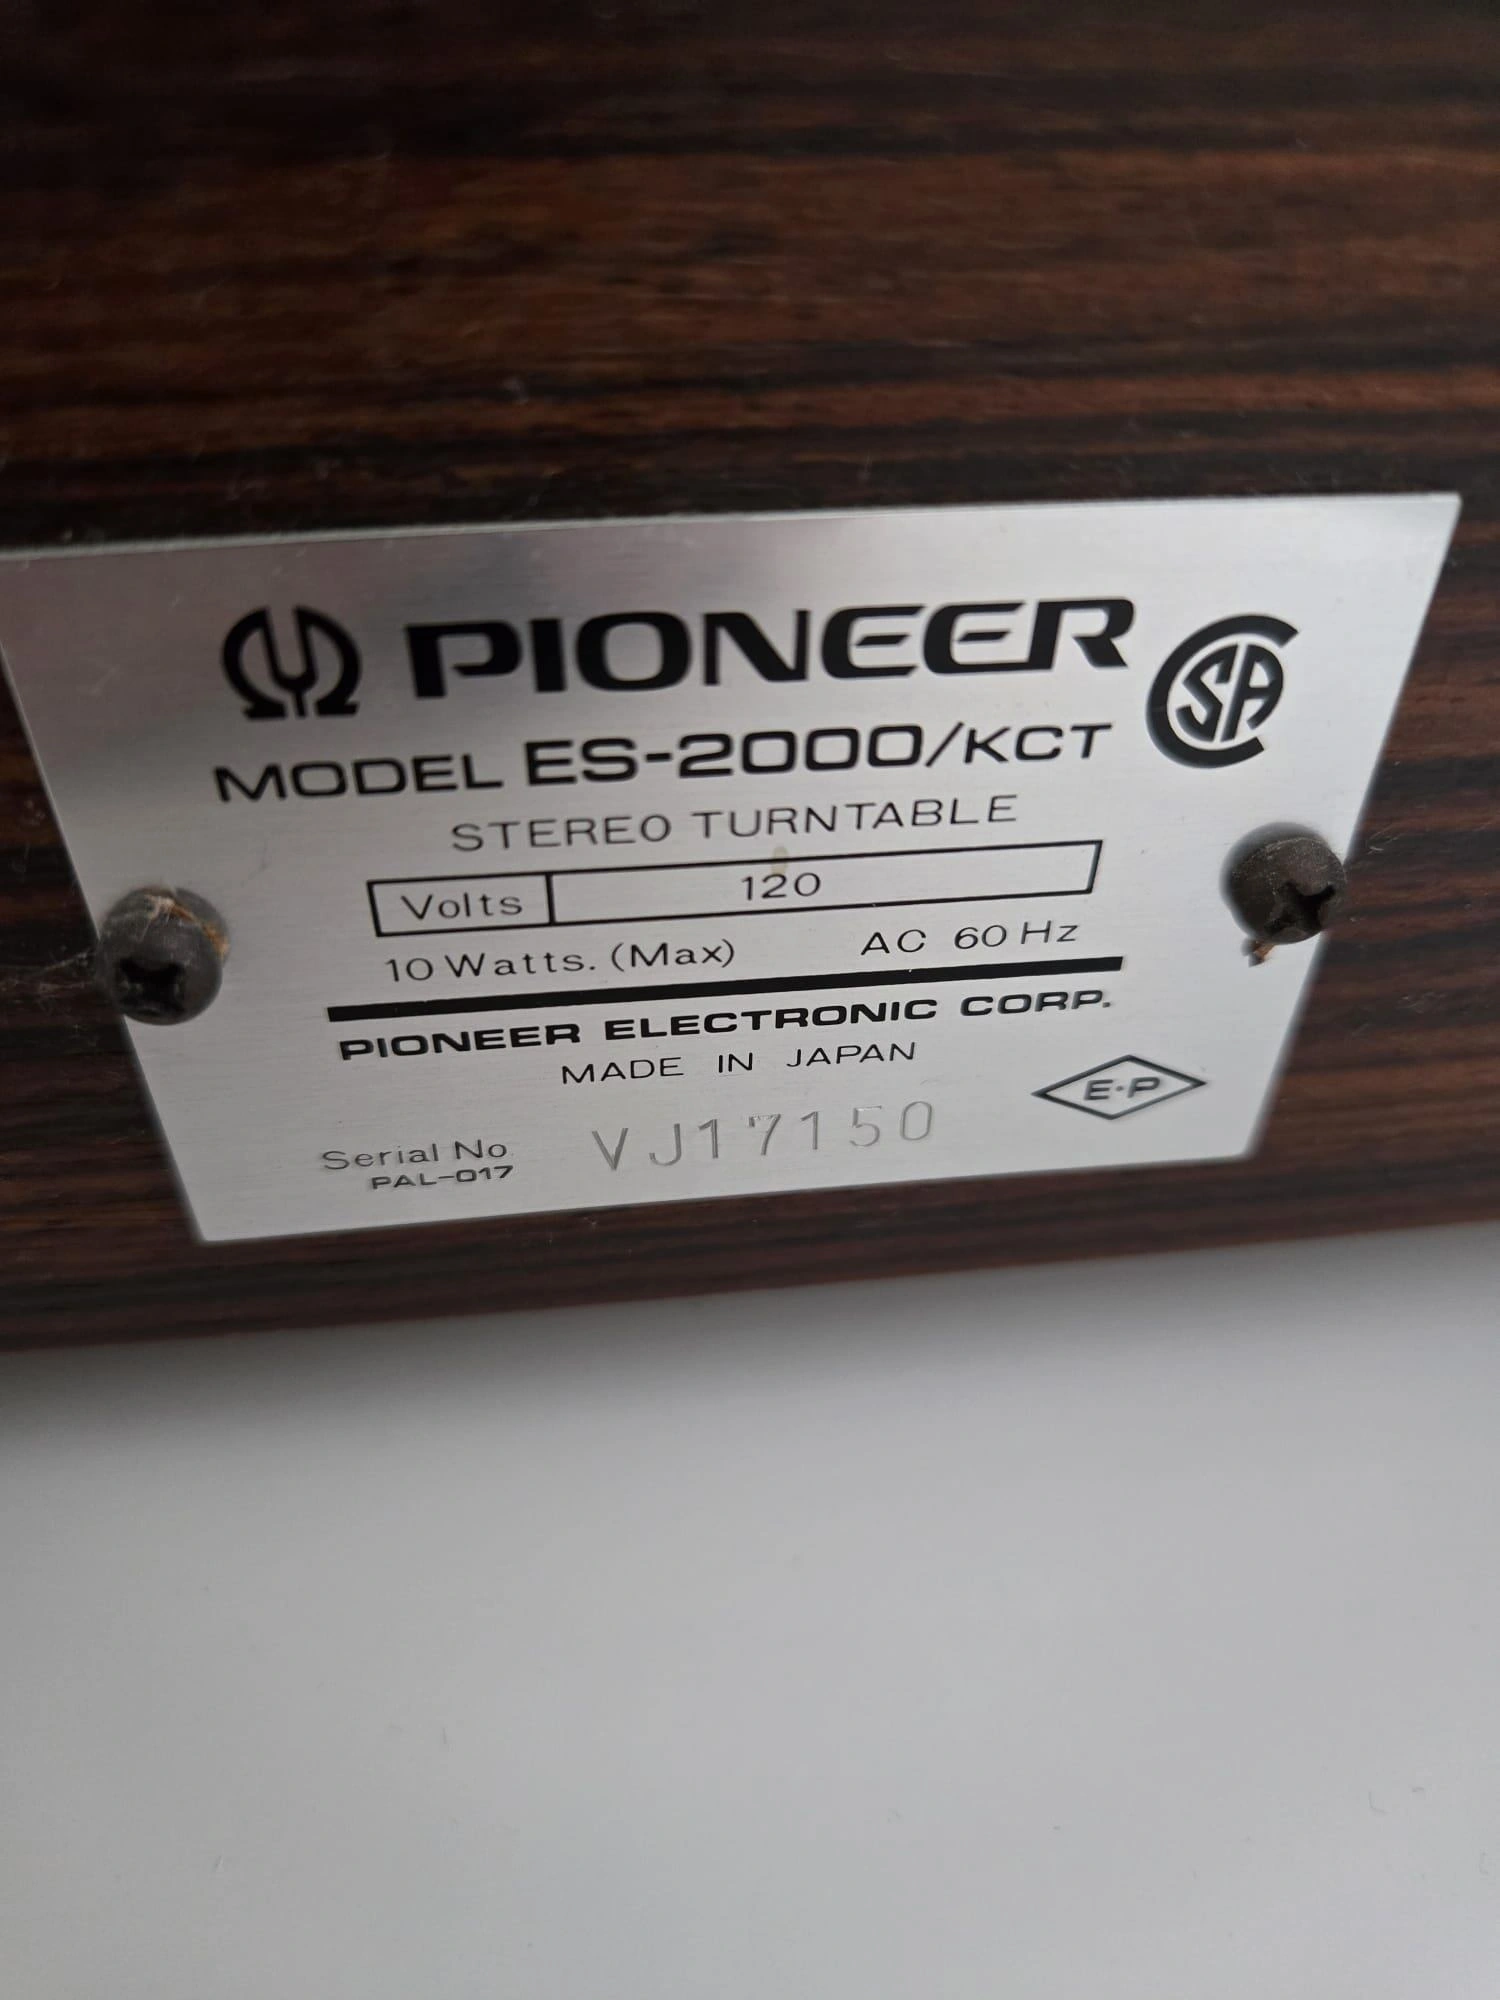 PIONEER
CSA
MODEL ES-2000/KCT
STEREO TURNTABLE
Volts 120
10 Watts. (Max) AC 60 Hz
PIONEER ELECTRONIC CORP.
MADE IN JAPAN
E·P
Serial No VJ17150
PAL-017